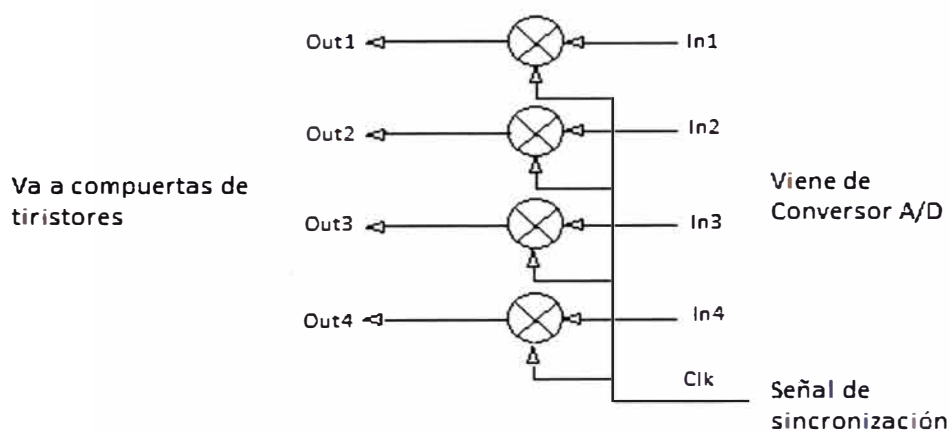 Out1
In1
Out2
In2
Va a compuertas de
tiristores
Viene de
Conversor A/D
Out3
In3
Out4
In4
Clk
Señal de
sincronización